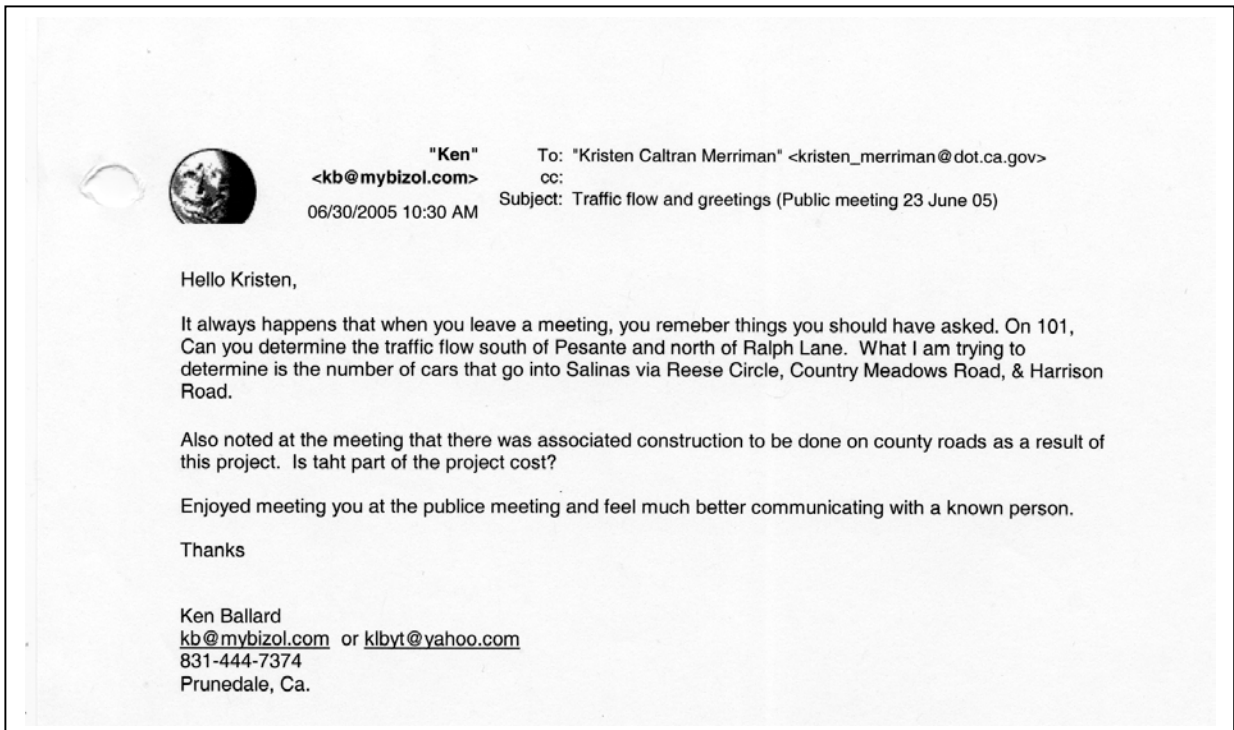 "Ken" To: "Kristen Caltran Merriman" <kristen_merriman@dot.ca.gov>
<kb@mybizol.com> cc:
06/30/2005 10:30 AM Subject: Traffic flow and greetings (Public meeting 23 June 05)
Hello Kristen,
It always happens that when you leave a meeting, you remeber things you should have asked. On 101,
Can you determine the traffic flow south of Pesante and north of Ralph Lane. What I am trying to
determine is the number of cars that go into Salinas via Reese Circle, Country Meadows Road, & Harrison
Road.
Also noted at the meeting that there was associated construction to be done on county roads as a result of
this project. Is taht part of the project cost?
Enjoyed meeting you at the publice meeting and feel much better communicating with a known person.
Thanks
Ken Ballard
kb@mybizol.com or klbyt@yahoo.com
831-444-7374
Prunedale, Ca.